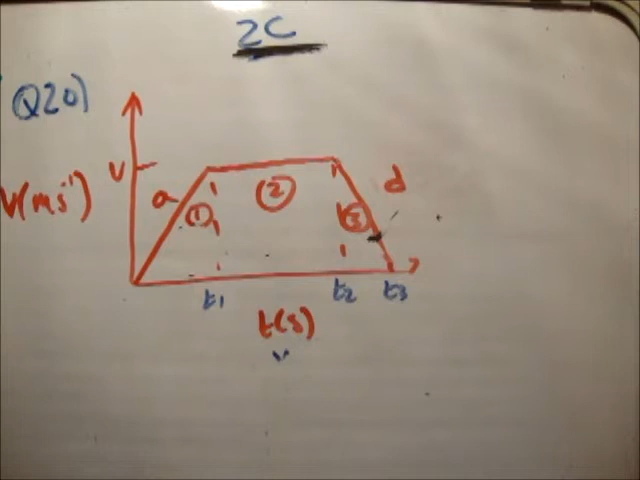 2C
Q20)
V
V(ms⁻¹)
a
d
①
②
③
t1
t2
t3
t(s)